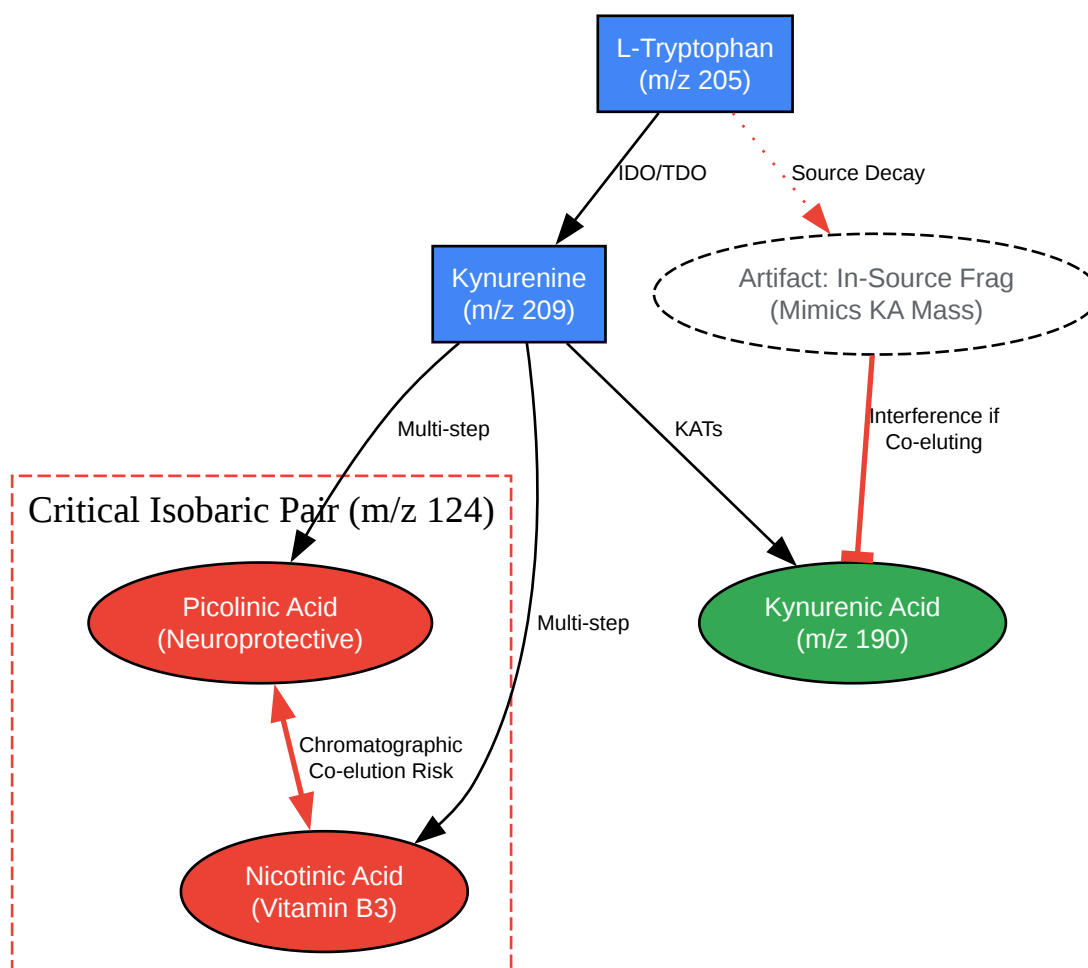 L-Tryptophan
(m/z 205)
IDO/TDO
Source Decay
Kynurenine
(m/z 209)
Artifact: In-Source Frag
(Mimics KA Mass)
Multi-step
KATs
Interference if
Co-eluting
Critical Isobaric Pair (m/z 124)
Picolinic Acid
(Neuroprotective)
Multi-step
Kynurenic Acid
(m/z 190)
Chromatographic
Co-elution Risk
Nicotinic Acid
(Vitamin B3)